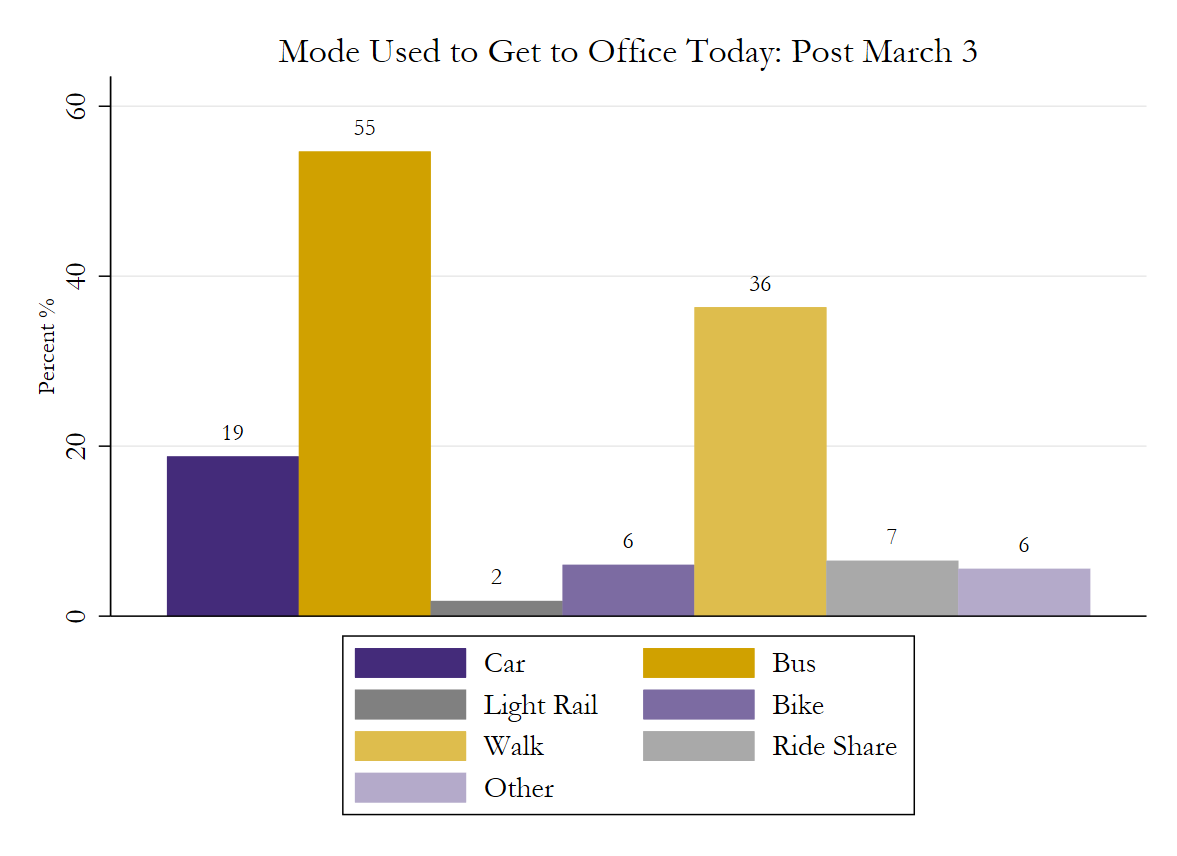 Mode Used to Get to Office Today: Post March 3
Percent %
60
40
20
0
19
55
2
6
36
7
6
Car
Bus
Light Rail
Bike
Walk
Ride Share
Other